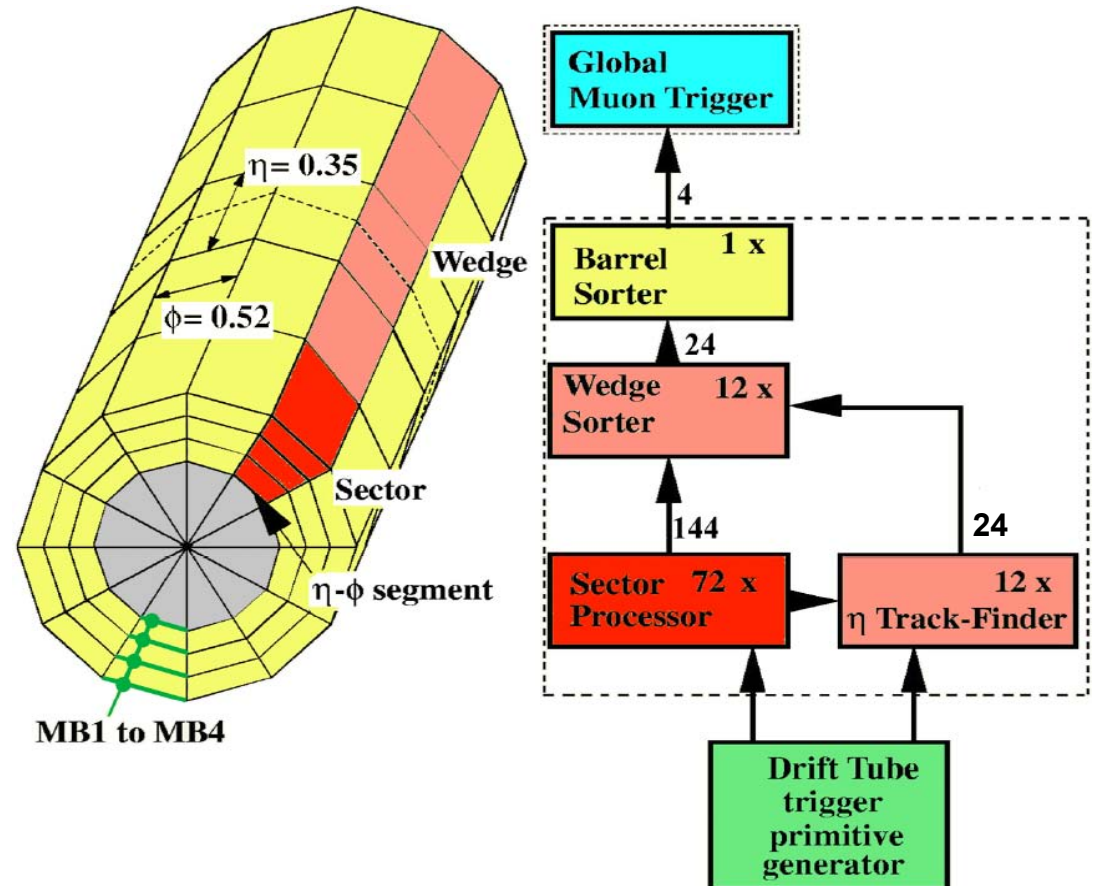 η= 0.35
ϕ= 0.52
Wedge
Sector
η-ϕ segment
MB1 to MB4
Global
Muon Trigger
4
1 x
Barrel
Sorter
24
Wedge 12 x
Sorter
144
24
Sector 72 x
Processor
12 x
η Track-Finder
Drift Tube
trigger
primitive
generator